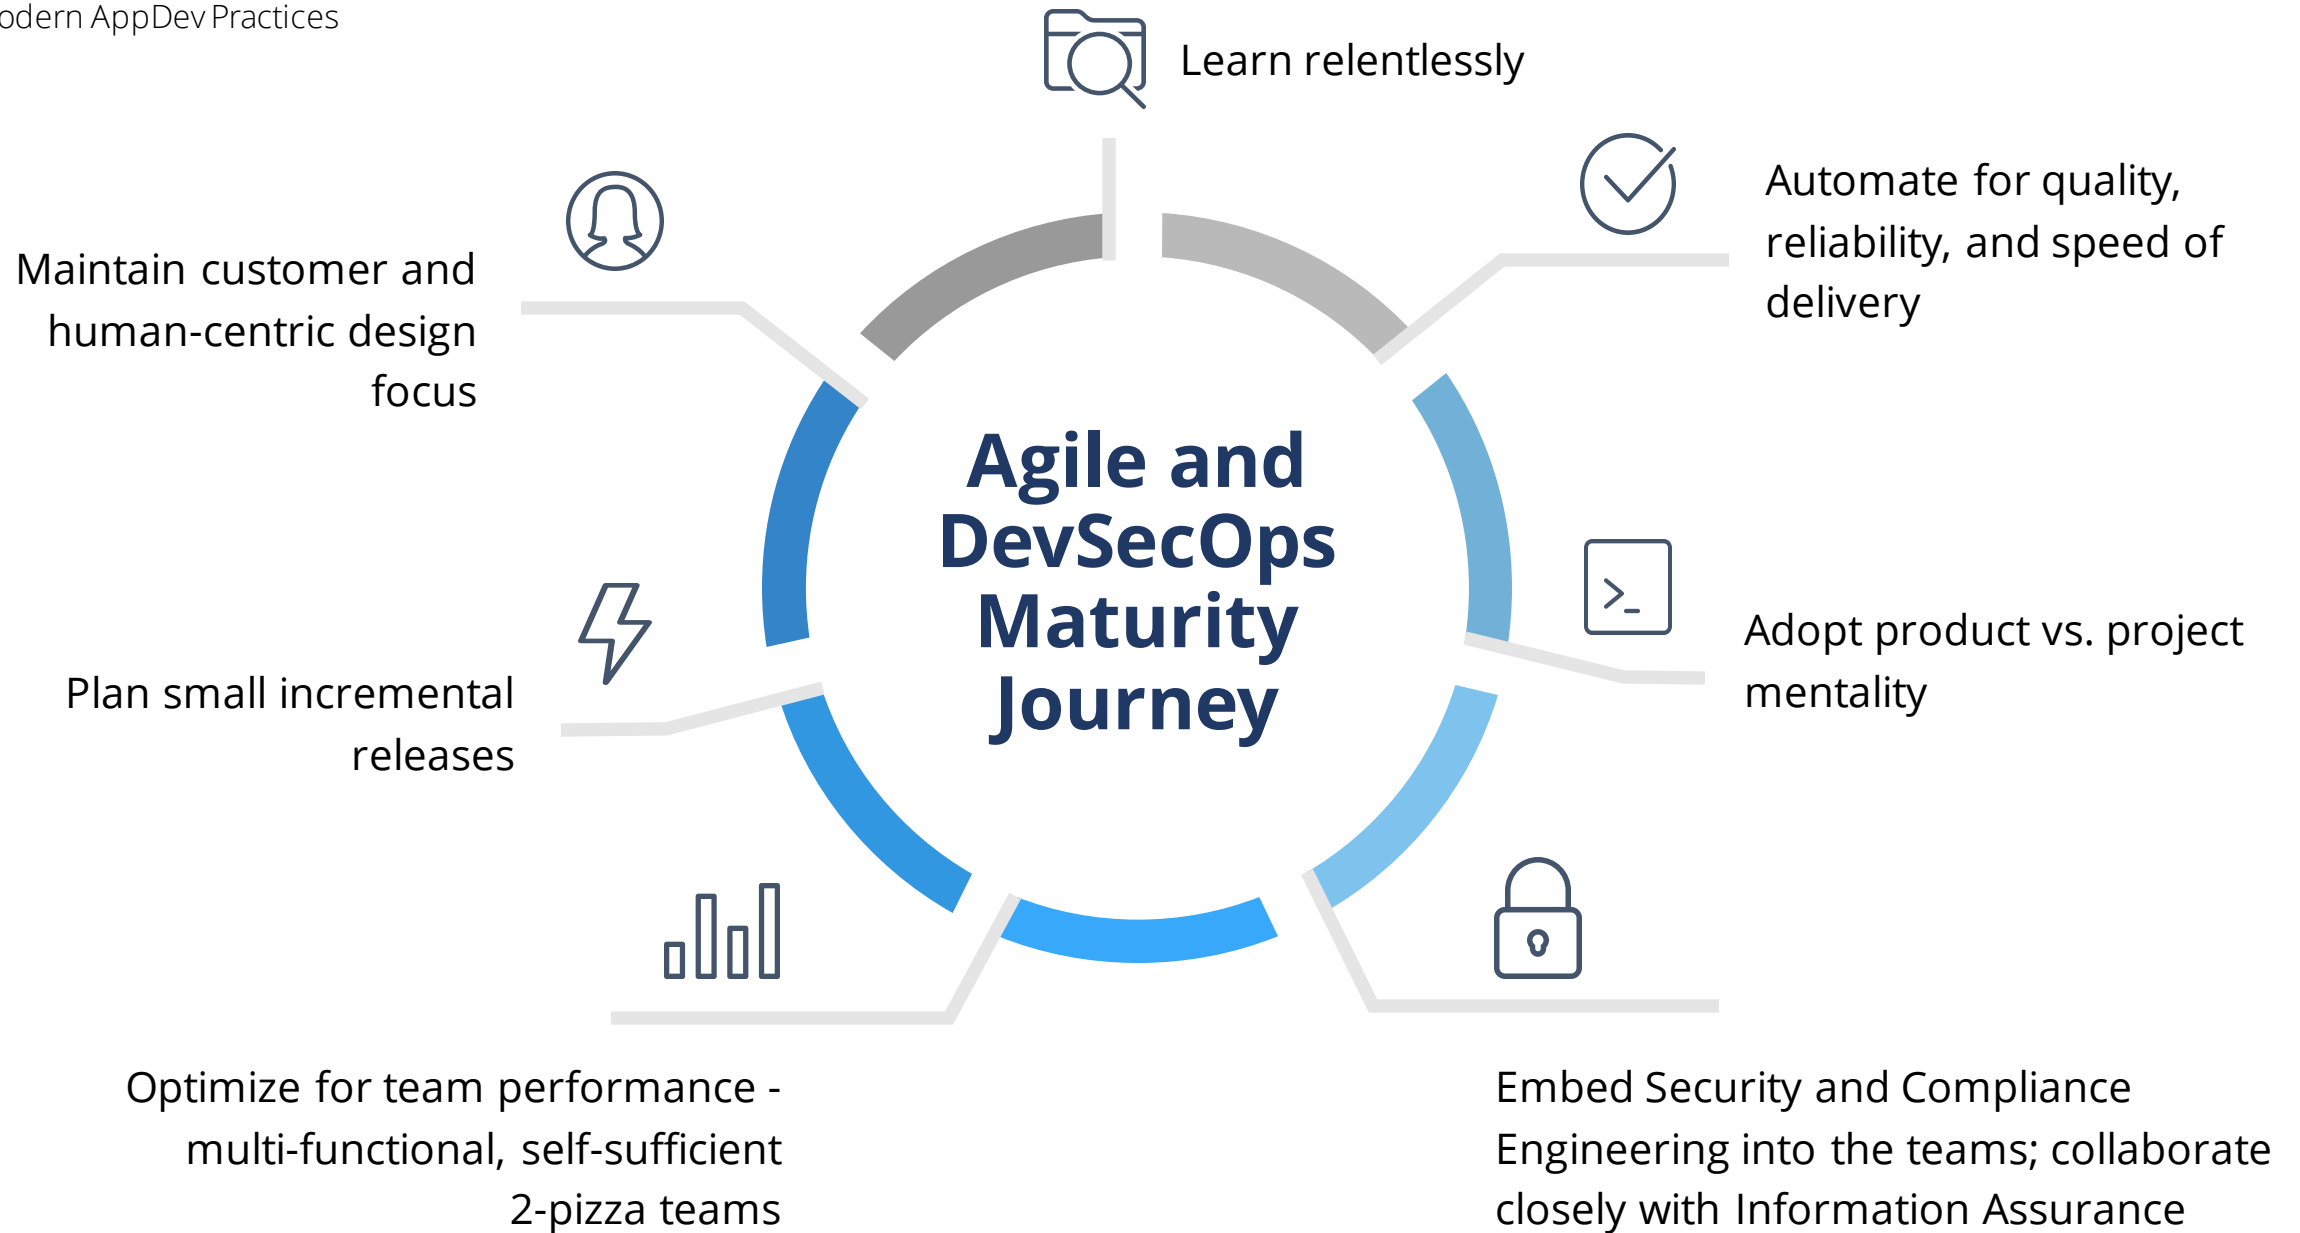 odern AppDev Practices
Learn relentlessly
Automate for quality,
reliability, and speed of
delivery
Maintain customer and
human-centric design
focus
Agile and
DevSecOps
Maturity
Journey
Adopt product vs. project
mentality
Plan small incremental
releases
Optimize for team performance -
multi-functional, self-sufficient
2-pizza teams
Embed Security and Compliance
Engineering into the teams; collaborate
closely with Information Assurance